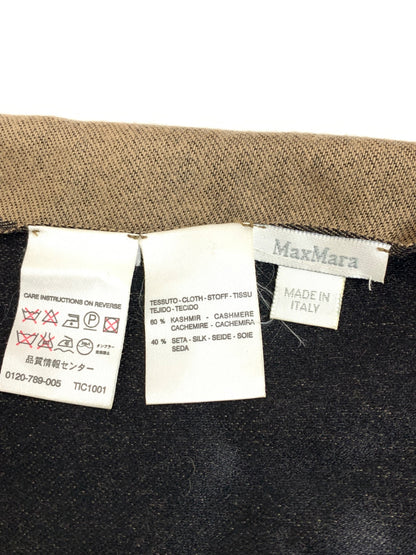 CARE INSTRUCTIONS ON REVERSE
P
品質情報センター
0120-789-005 TIC1001
TESSUTO - CLOTH - STOFF - TISSU
TEJIDO - TECIDO
60 % KASHMIR - CASHMERE
CACHEMIRE - CACHEMIRA
40 % SETA - SILK - SEIDE - SOIE
SEDA
MaxMara
MADE IN
ITALY